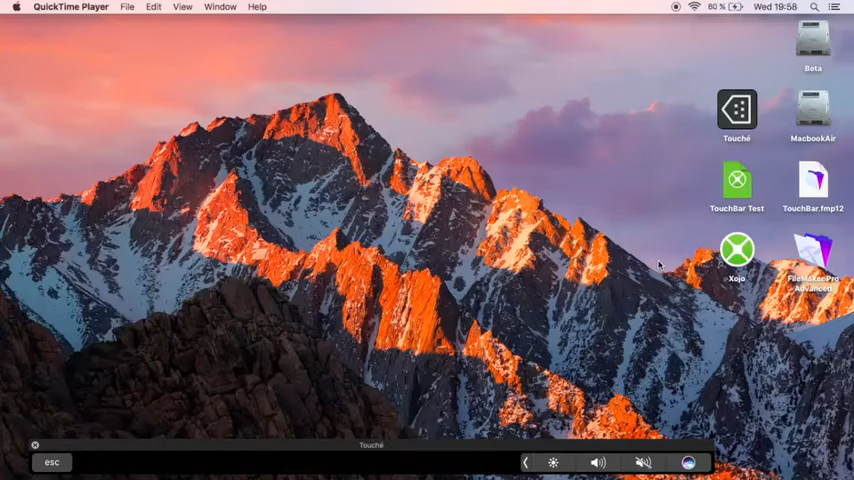 QuickTime Player File Edit View Window Help 80 % Wed 19:58
Beta
Touché
MacbookAir
TouchBar Test
TouchBar.fmp12
Xojo
FileMaker Pro
Advanced
Touché
esc